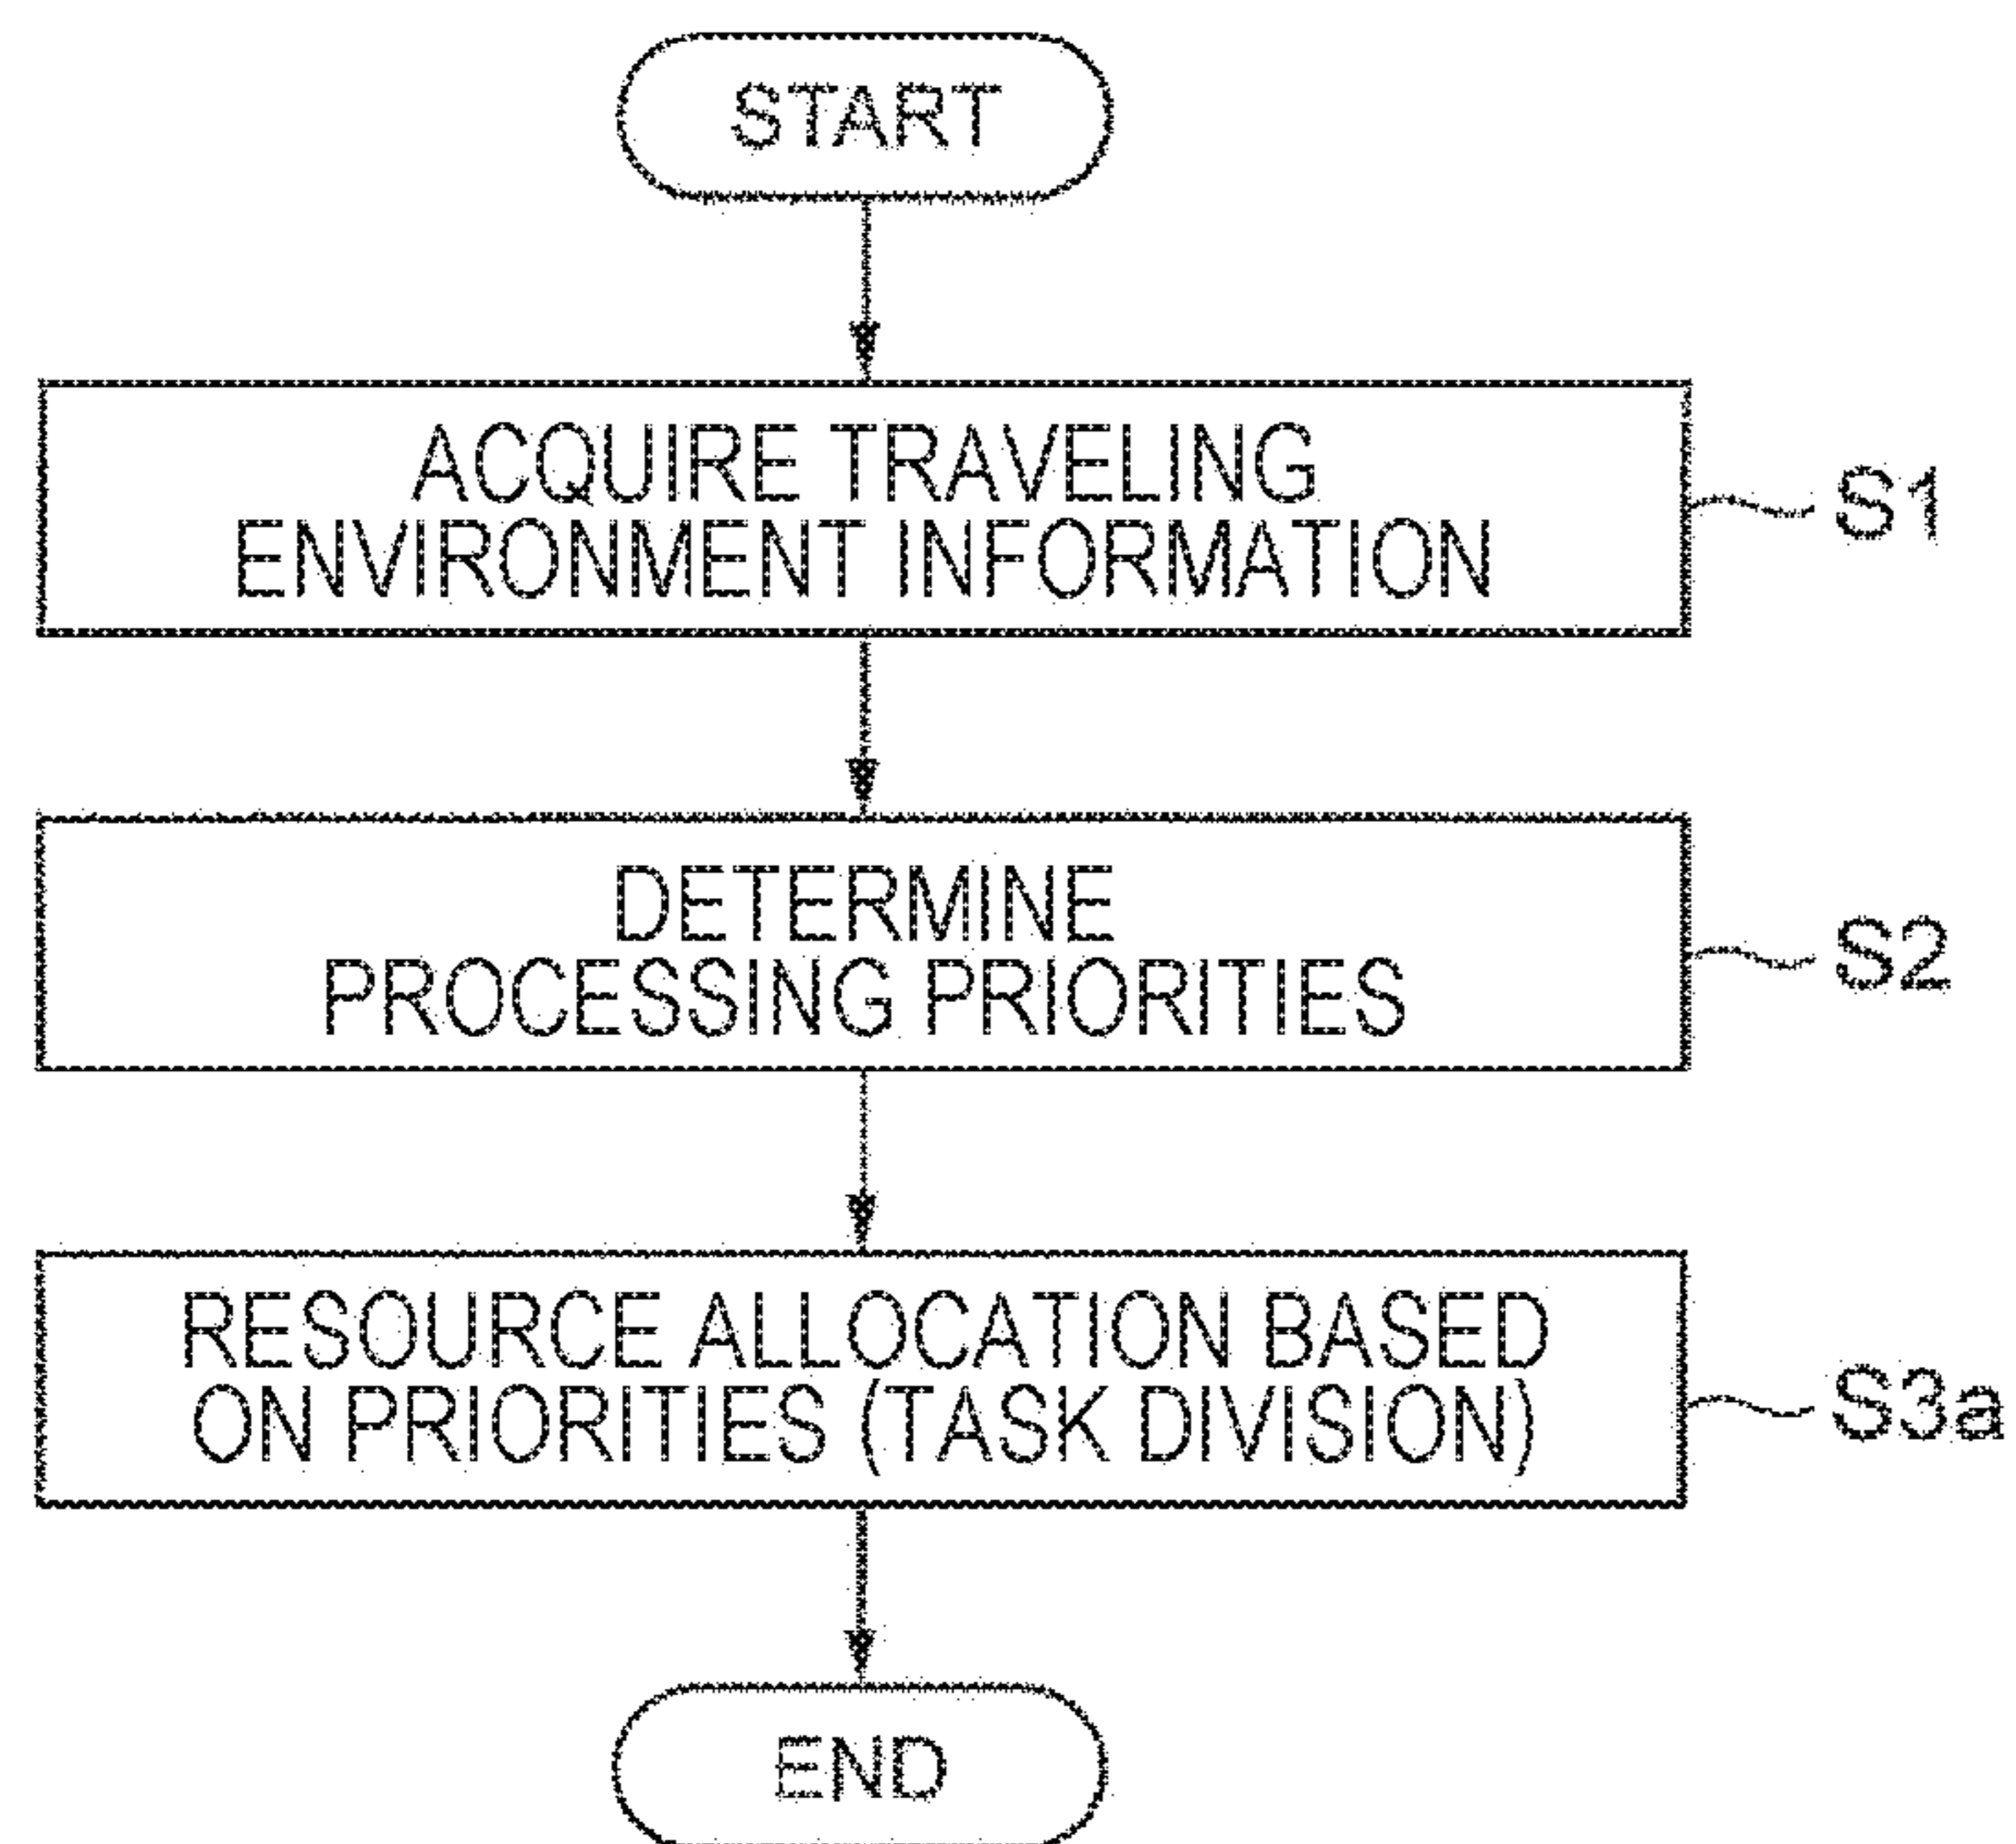 START
ACQUIRE TRAVELING
ENVIRONMENT INFORMATION
S1
DETERMINE
PROCESSING PRIORITIES
S2
RESOURCE ALLOCATION BASED
ON PRIORITIES (TASK DIVISION)
S3a
END